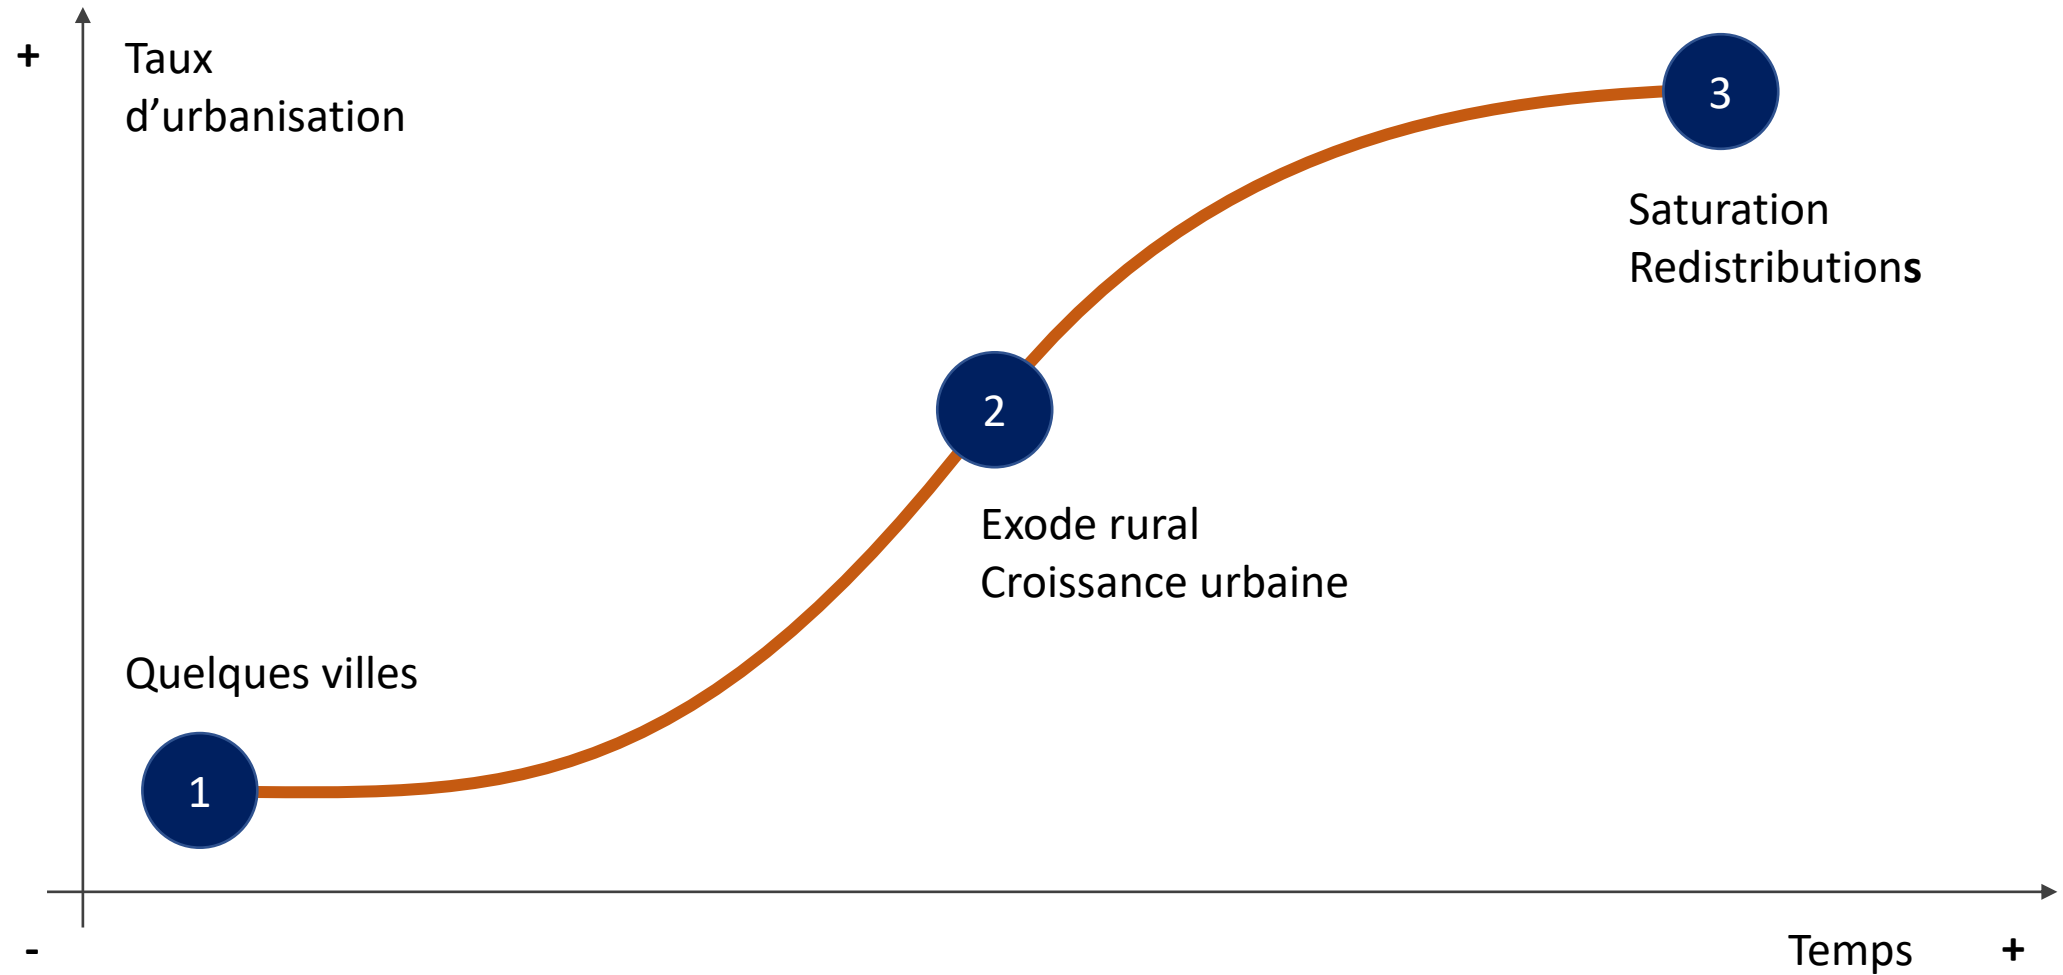 +
Taux
d’urbanisation
3
Saturation
Redistributions
2
Exode rural
Croissance urbaine
Quelques villes
1
-
Temps +